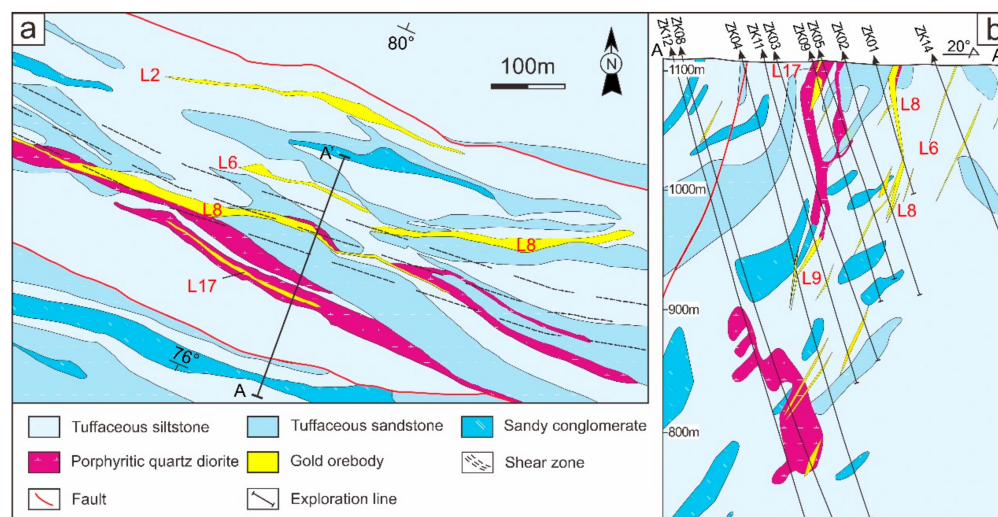 a
80°
100m
N
L2
L6
A'
L8
L8
L17
76°
A
b
ZK12
ZK08
ZK04
ZK11
ZK03
ZK09
ZK05
ZK02
ZK01
ZK14
20°
A
A'
1100m
L17
L8
L6
1000m
L8
L9
900m
800m
Tuffaceous siltstone
Tuffaceous sandstone
Sandy conglomerate
Porphyritic quartz diorite
Gold orebody
Shear zone
Fault
Exploration line